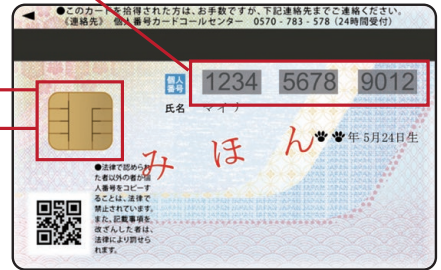 ●このカードを拾得された方は、お手数ですが、下記連絡先までご連絡ください。
《連絡先》 個人番号カードコールセンター 0570-783-578(24時間受付)
個人番号 1234 5678 9012
氏名 マイナ
みほん
年 5月24日生
●法律で認められ
た者以外の者が個
人番号をコピーす
ることは、法律で
禁止されています。
また、記載事項を
改ざんした者は、
法律により罰せら
れます。